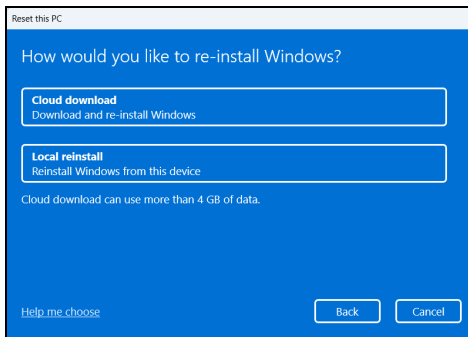 Reset this PC
How would you like to re-install Windows?
Cloud download
Download and re-install Windows
Local reinstall
Reinstall Windows from this device
Cloud download can use more than 4 GB of data.
Help me choose
Back
Cancel